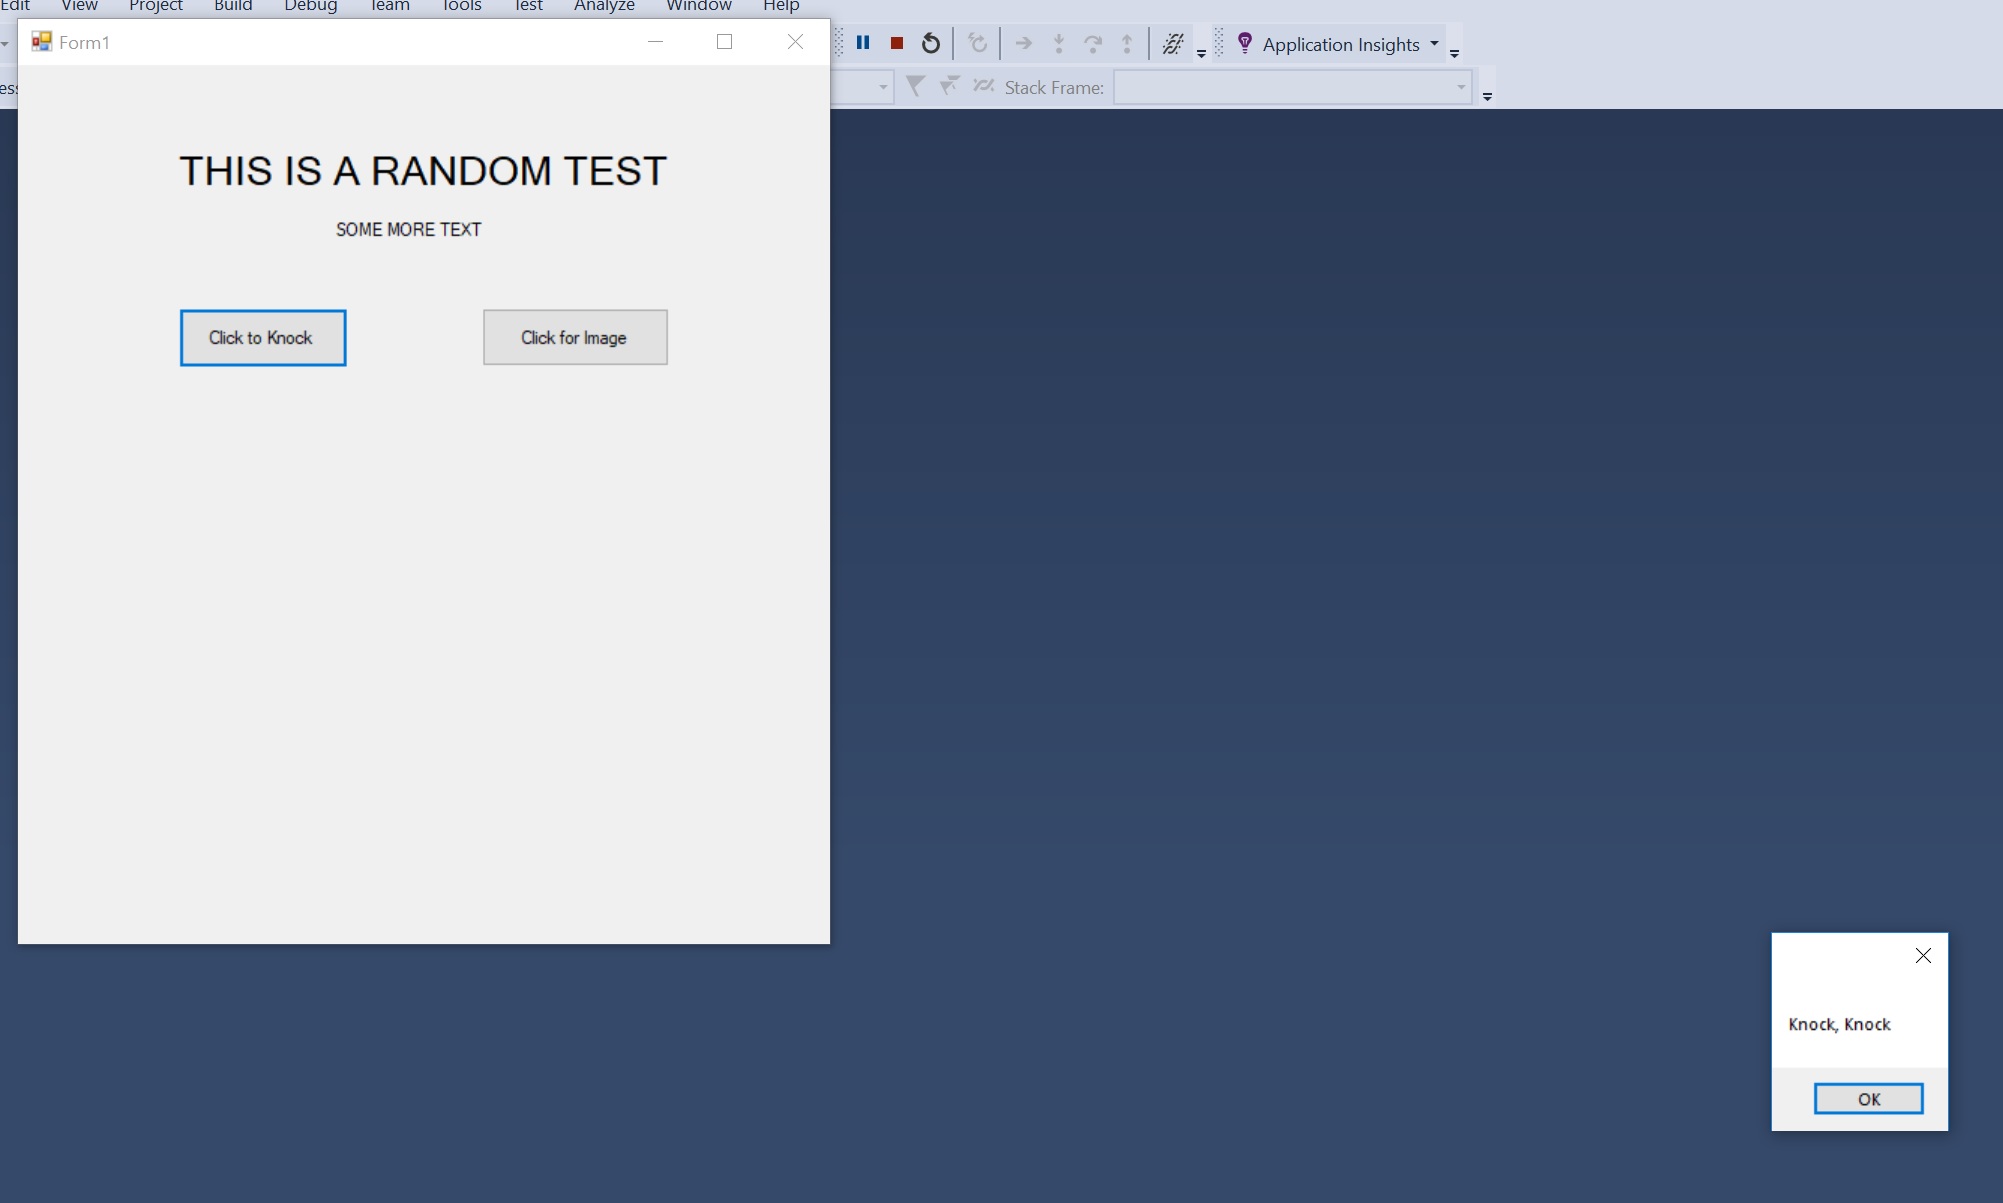 Edit View Project Build Debug Team Tools Test Analyze Window Help
Form1
Application Insights
Stack Frame:
THIS IS A RANDOM TEST
SOME MORE TEXT
Click to Knock Click for Image
Knock, Knock
OK